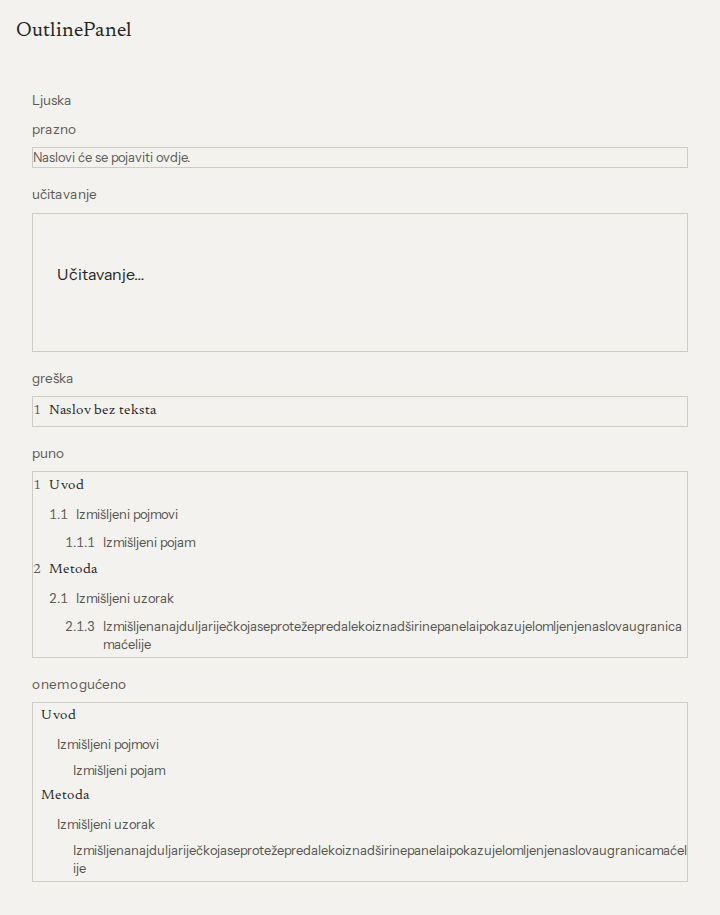 OutlinePanel
Ljuska
prazno
Naslovi će se pojaviti ovdje.
učitavanje
Učitavanje…
greška
1 Naslov bez teksta
puno
1 Uvod
1.1 Izmišljeni pojmovi
1.1.1 Izmišljeni pojam
2 Metoda
2.1 Izmišljeni uzorak
2.1.3 Izmišljenanajduljariječkojaseprotežepredalekoiznadširinepanelaipokazujelomljenjenaslovaugranica
maćelije
onemogućeno
Uvod
Izmišljeni pojmovi
Izmišljeni pojam
Metoda
Izmišljeni uzorak
Izmišljenanajduljariječkojaseprotežepredalekoiznadširinepanelaipokazujelomljenjenaslovaugranicamaćel
ije